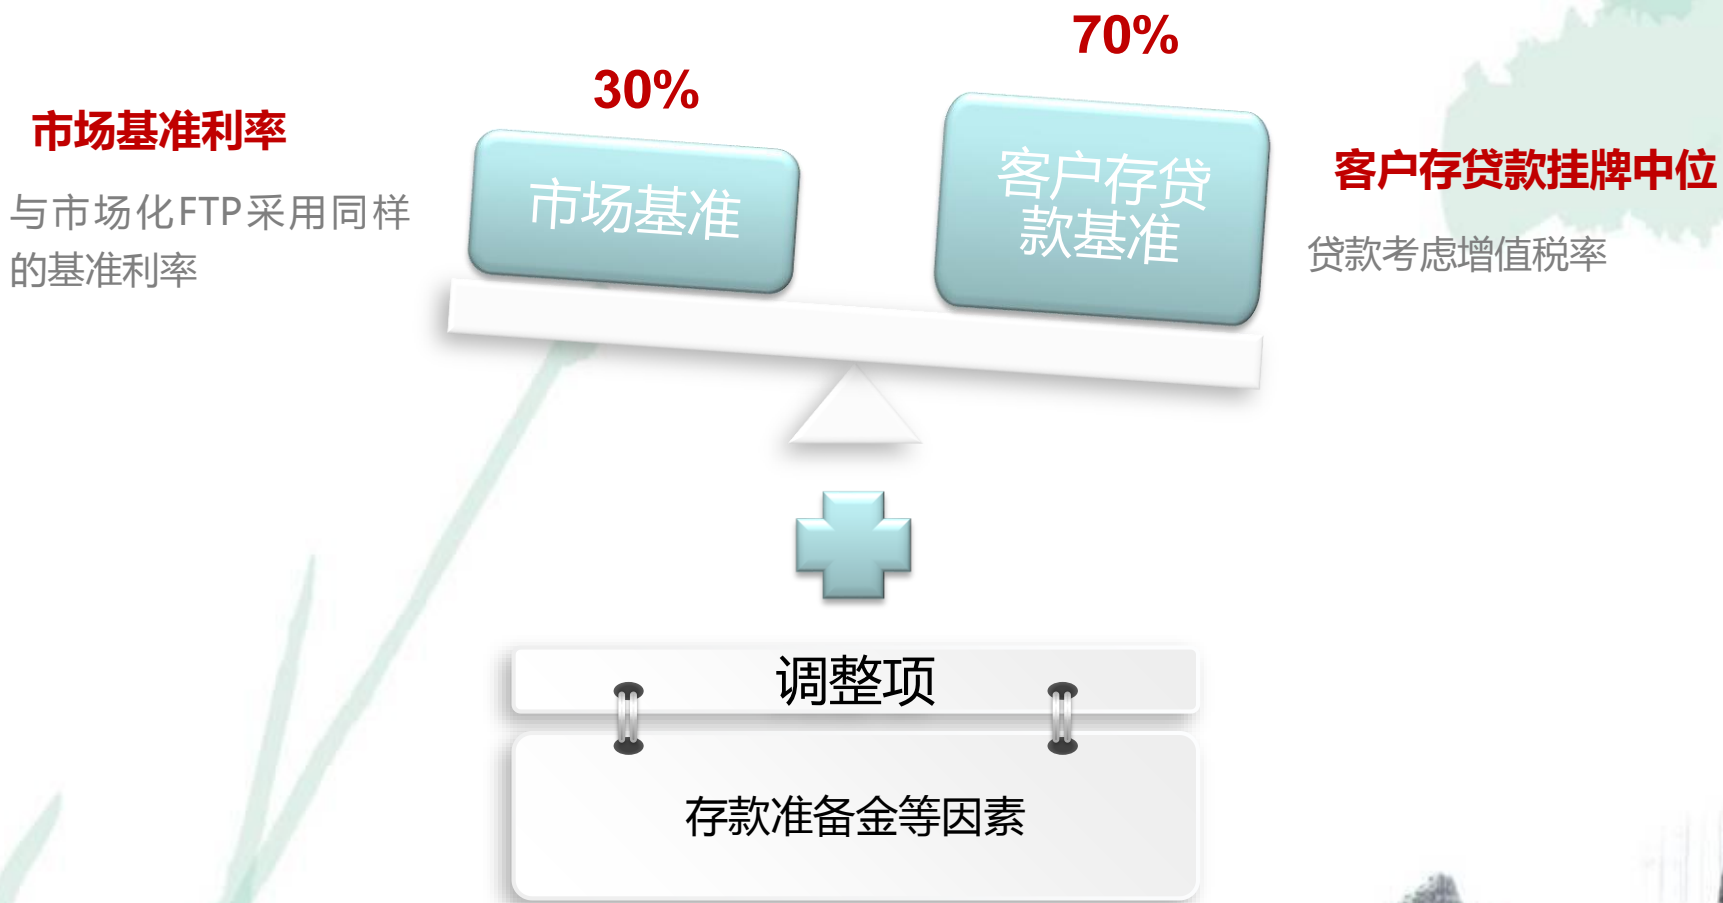 70%
30%
市场基准利率
与市场化FTP采用同样
的基准利率
市场基准
客户存贷
款基准
客户存贷款挂牌中位
贷款考虑增值税率
调整项
存款准备金等因素